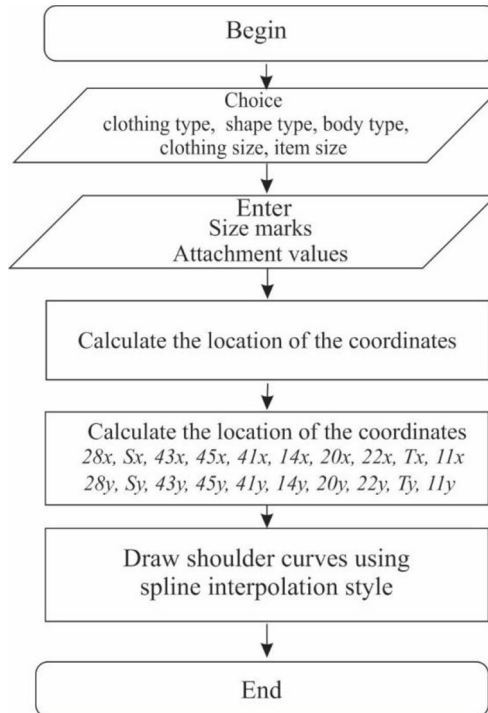 Begin
Choice
clothing type, shape type, body type,
clothing size, item size
Enter
Size marks
Attachment values
Calculate the location of the coordinates
Calculate the location of the coordinates
28x, Sx, 43x, 45x, 41x, 14x, 20x, 22x, Tx, 11x
28y, Sy, 43y, 45y, 41y, 14y, 20y, 22y, Ty, 11y
Draw shoulder curves using
spline interpolation style
End